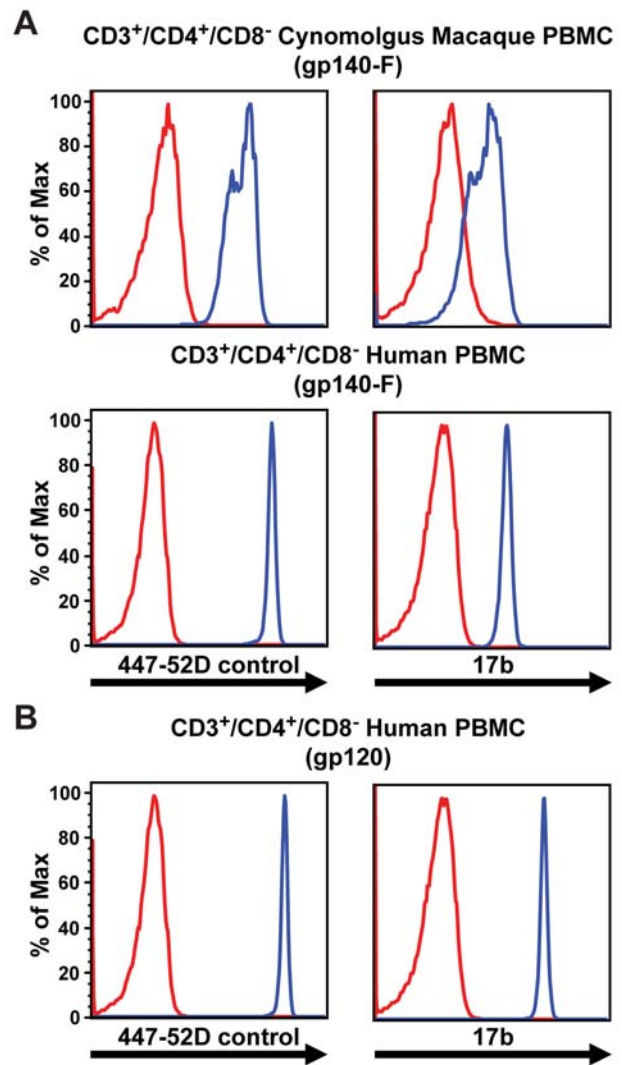 A
CD3⁺/CD4⁺/CD8⁻ Cynomolgus Macaque PBMC
(gp140-F)
% of Max
100
80
60
40
20
0
CD3⁺/CD4⁺/CD8⁻ Human PBMC
(gp140-F)
% of Max
100
80
60
40
20
0
447-52D control
17b
B
CD3⁺/CD4⁺/CD8⁻ Human PBMC
(gp120)
% of Max
100
80
60
40
20
0
447-52D control
17b